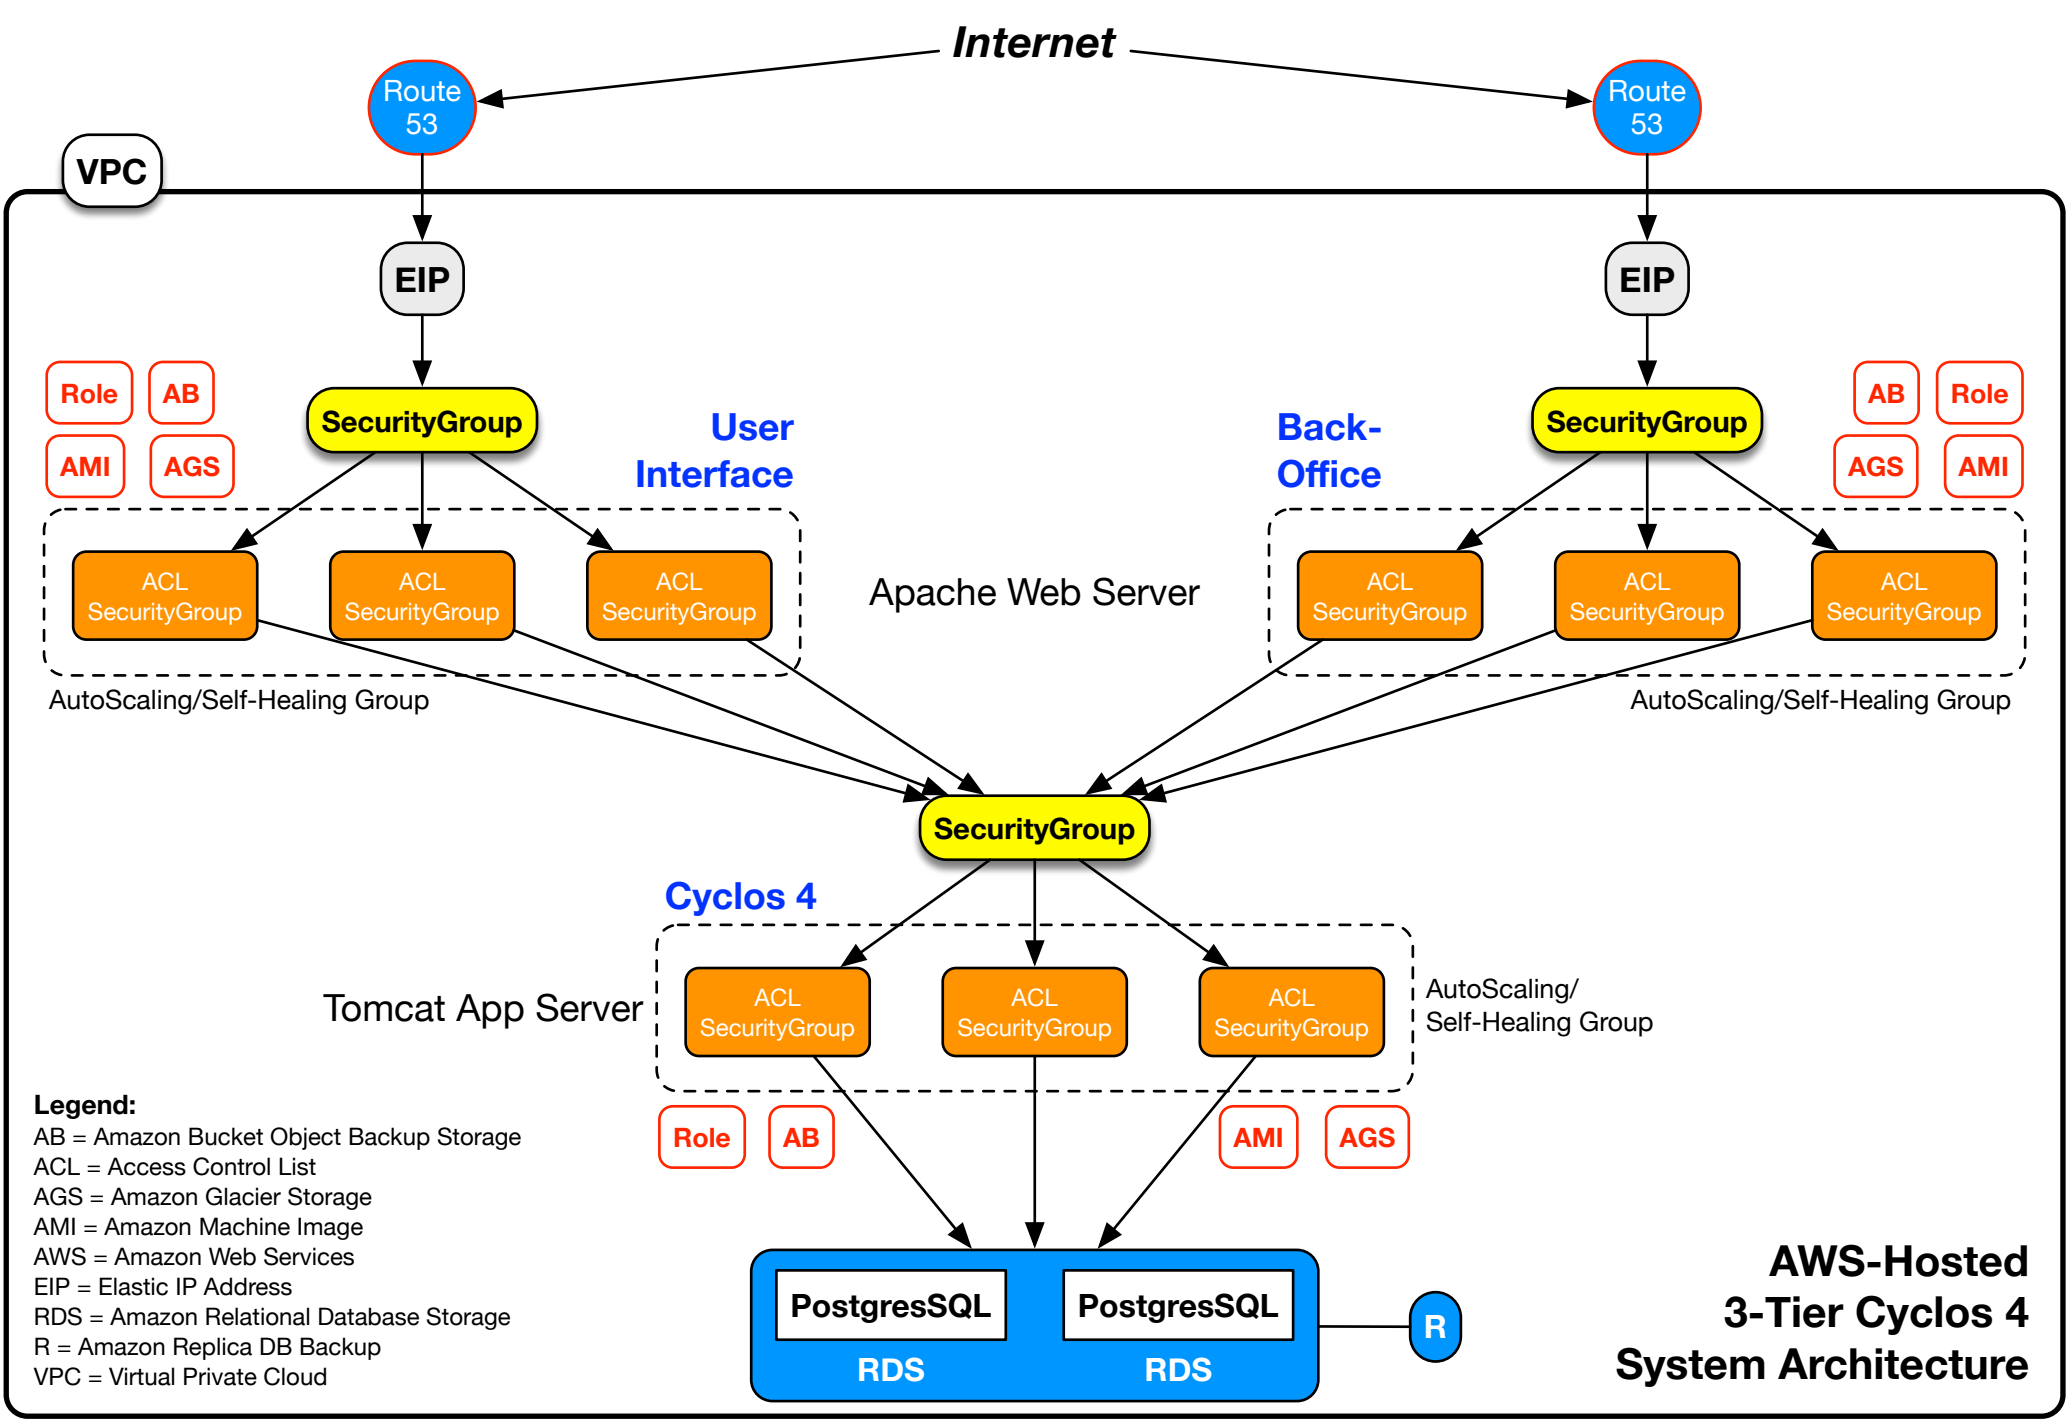 Internet
Route
53
Route
53
VPC
EIP
EIP
Role
AB
AMI
AGS
SecurityGroup
User
Interface
Back-
Office
SecurityGroup
AB
Role
AGS
AMI
ACL
SecurityGroup
ACL
SecurityGroup
ACL
SecurityGroup
Apache Web Server
ACL
SecurityGroup
ACL
SecurityGroup
ACL
SecurityGroup
AutoScaling/Self-Healing Group
AutoScaling/Self-Healing Group
SecurityGroup
Cyclos 4
Tomcat App Server
ACL
SecurityGroup
ACL
SecurityGroup
ACL
SecurityGroup
AutoScaling/
Self-Healing Group
Role
AB
AMI
AGS
Legend:
AB = Amazon Bucket Object Backup Storage
ACL = Access Control List
AGS = Amazon Glacier Storage
AMI = Amazon Machine Image
AWS = Amazon Web Services
EIP = Elastic IP Address
RDS = Amazon Relational Database Storage
R = Amazon Replica DB Backup
VPC = Virtual Private Cloud
PostgresSQL
RDS
PostgresSQL
RDS
R
AWS-Hosted
3-Tier Cyclos 4
System Architecture